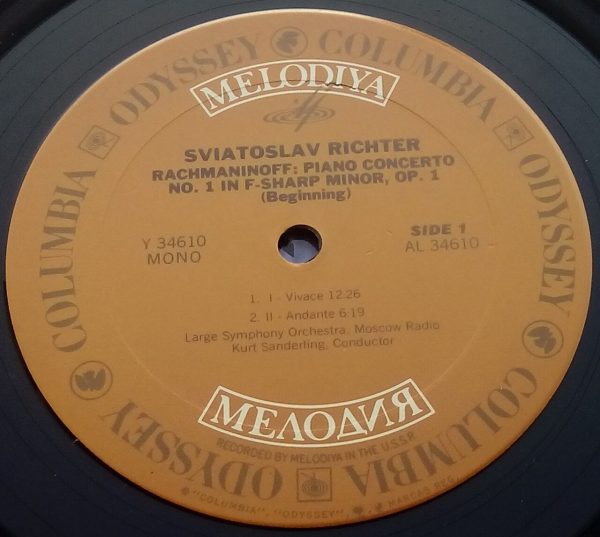 COLUMBIA ODYSSEY COLUMBIA ODYSSEY COLUMBIA ODYSSEY
MELODIYA
SVIATOSLAV RICHTER
RACHMANINOFF: PIANO CONCERTO
NO. 1 IN F-SHARP MINOR, OP. 1
(Beginning)
Y 34610
MONO
SIDE 1
AL 34610
1. I - Vivace 12:26
2. II - Andante 6:19
Large Symphony Orchestra, Moscow Radio
Kurt Sanderling, Conductor
МЕЛОДИЯ
RECORDED BY MELODIYA IN THE U.S.S.R.
"COLUMBIA", "ODYSSEY", MARCAS REG.